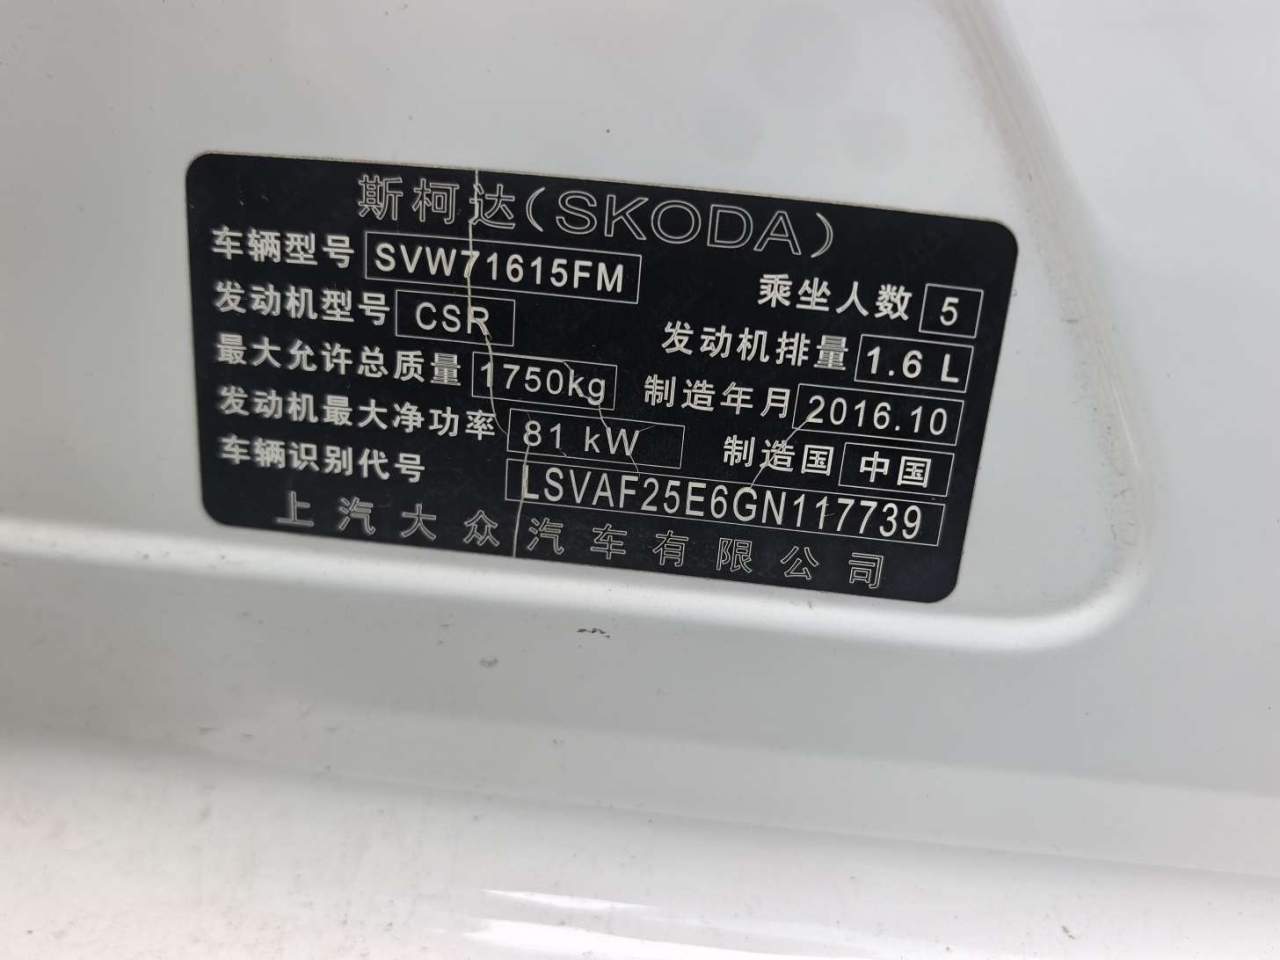 斯柯达(SKODA)
车辆型号 SVW71615FM 乘坐人数 5
发动机型号 CSR 发动机排量 1.6 L
最大允许总质量 1750kg 制造年月 2016.10
发动机最大净功率 81 kW 制造国 中国
车辆识别代号 LSVAF25E6GN117739
上汽大众汽车有限公司